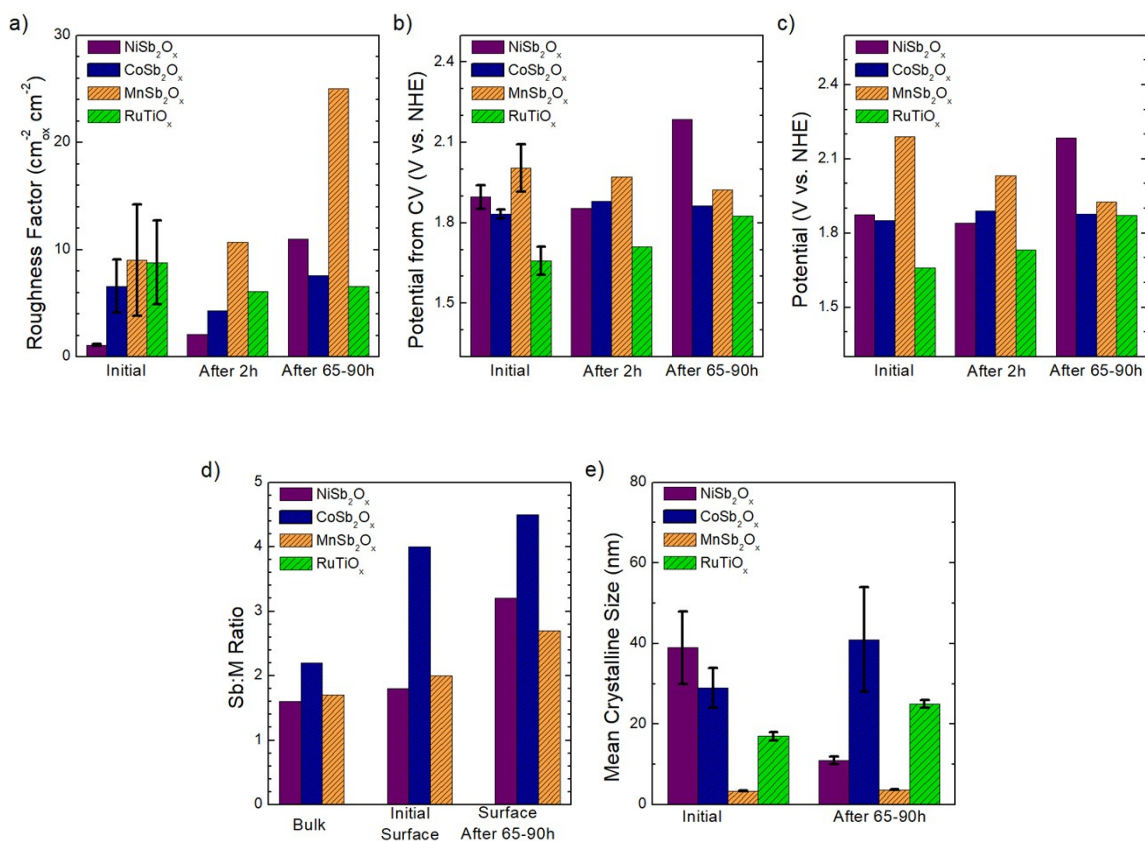 a)
Roughness Factor (cm⁻²ₒₓ cm⁻²)
30
20
10
0
NiSb₂Oₓ
CoSb₂Oₓ
MnSb₂Oₓ
RuTiOₓ
Initial
After 2h
After 65-90h
b)
Potential from CV (V vs. NHE)
2.4
2.1
1.8
1.5
NiSb₂Oₓ
CoSb₂Oₓ
MnSb₂Oₓ
RuTiOₓ
Initial
After 2h
After 65-90h
c)
Potential (V vs. NHE)
2.4
2.1
1.8
1.5
NiSb₂Oₓ
CoSb₂Oₓ
MnSb₂Oₓ
RuTiOₓ
Initial
After 2h
After 65-90h
d)
Sb:M Ratio
5
4
3
2
1
0
NiSb₂Oₓ
CoSb₂Oₓ
MnSb₂Oₓ
RuTiOₓ
Bulk
Initial
Surface
Surface
After 65-90h
e)
Mean Crystalline Size (nm)
80
60
40
20
0
NiSb₂Oₓ
CoSb₂Oₓ
MnSb₂Oₓ
RuTiOₓ
Initial
After 65-90h